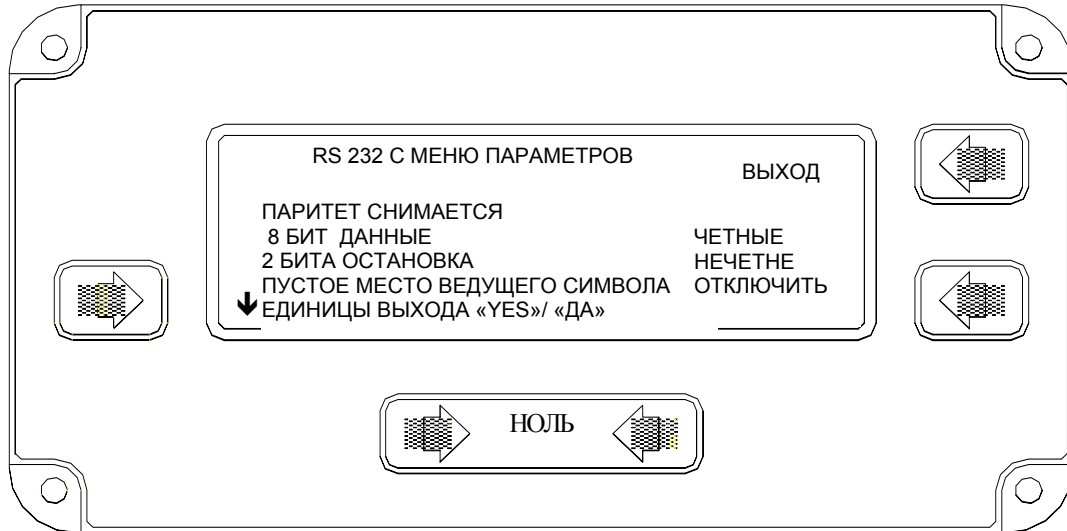 RS 232 С МЕНЮ ПАРАМЕТРОВ
ВЫХОД
ПАРИТЕТ СНИМАЕТСЯ
8 БИТ ДАННЫЕ ЧЕТНЫЕ
2 БИТА ОСТАНОВКА НЕЧЕТНЕ
ПУСТОЕ МЕСТО ВЕДУЩЕГО СИМВОЛА ОТКЛЮЧИТЬ
ЕДИНИЦЫ ВЫХОДА «YES»/ «ДА»
НОЛЬ